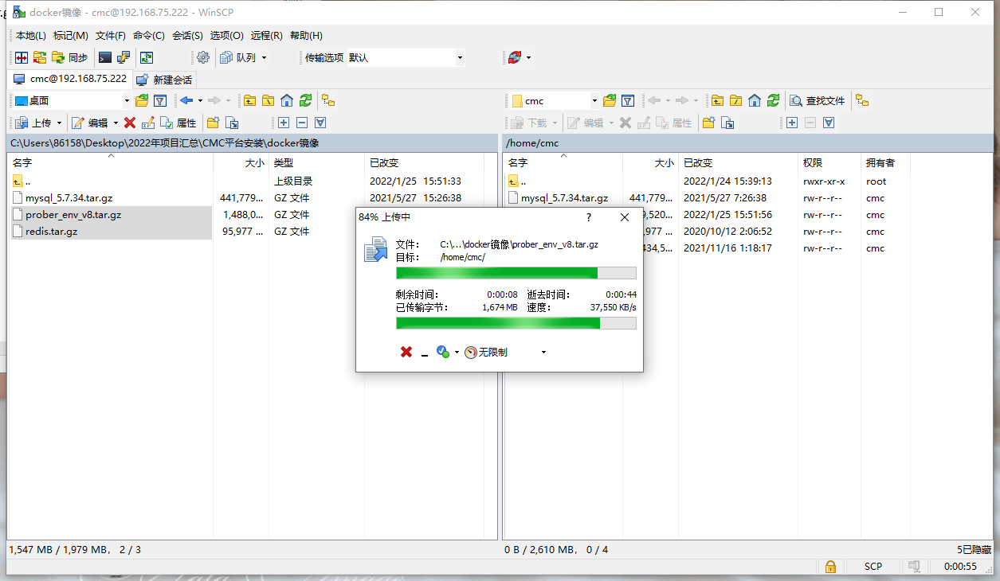 docker镜像 - cmc@192.168.75.222 - WinSCP
本地(L) 标记(M) 文件(F) 命令(C) 会话(S) 选项(O) 远程(R) 帮助(H)
同步 队列 传输选项 默认
cmc@192.168.75.222 新建会话
桌面 cmc 查找文件
上传 编辑 属性 下载 编辑 属性
C:\Users\86158\Desktop\2022年项目汇总\CMC平台安装\docker镜像 /home/cmc
名字 大小 类型 已改变 名字 大小 已改变 权限 拥有者
.. 上级目录 2022/1/25 15:51:33 .. 2022/1/24 15:39:13 rwxr-xr-x root
mysql_5.7.34.tar.gz 441,779... GZ 文件 2021/5/27 15:26:38 mysql_5.7.34.tar.gz 441,779... 2021/5/27 7:26:38 rw-r--r-- cmc
prober_env_v8.tar.gz 1,488,0... GZ 文件 9,520... 2022/1/25 15:51:56 rw-r--r-- cmc
redis.tar.gz 95,977 ... GZ 文件 ,977 ... 2020/10/12 2:06:52 rw-r--r-- cmc
434,5... 2021/11/16 1:18:17 rw-r--r-- cmc
84% 上传中 ?
文件: C:\...\docker镜像\prober_env_v8.tar.gz
目标: /home/cmc/
剩余时间: 0:00:08 逝去时间: 0:00:44
已传输字节: 1,674 MB 速度: 37,550 KB/s
无限制
1,547 MB / 1,979 MB, 2 / 3 0 B / 2,610 MB, 0 / 4 5已隐藏
SCP 0:00:55